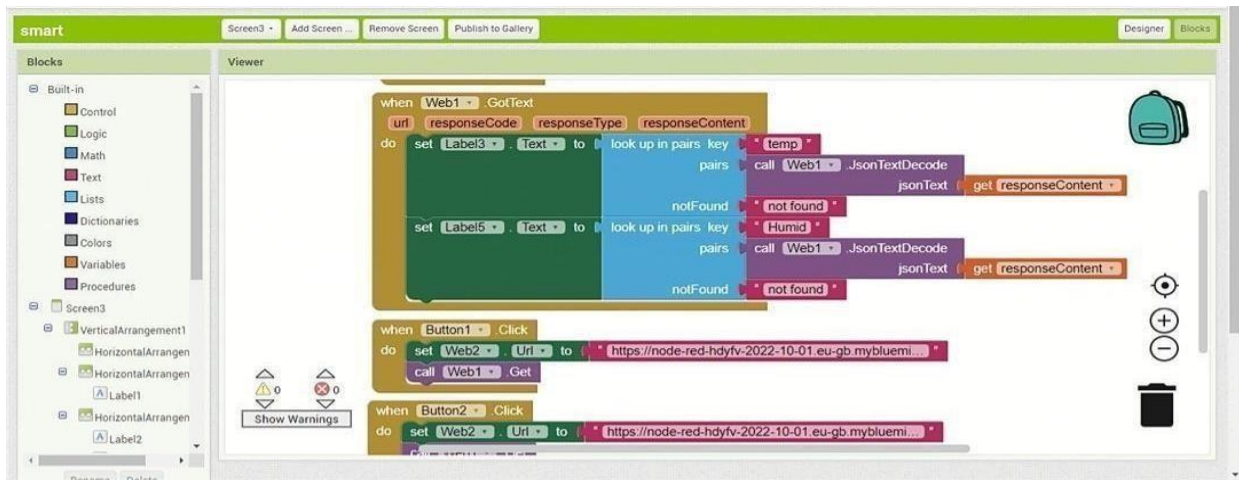 smart
Screen3 Add Screen ... Remove Screen Publish to Gallery Designer Blocks
Blocks
Viewer
Built-in
Control
Logic
Math
Text
Lists
Dictionaries
Colors
Variables
Procedures
Screen3
VerticalArrangement1
HorizontalArrangen
HorizontalArrangen
Label1
HorizontalArrangen
Label2
Rename Delete
when Web1 .GotText
url responseCode responseType responseContent
do set Label3 . Text to look up in pairs key " temp "
pairs call Web1 .JsonTextDecode
jsonText get responseContent
notFound " not found "
set Label5 . Text to look up in pairs key " Humid "
pairs call Web1 .JsonTextDecode
jsonText get responseContent
notFound " not found "
when Button1 .Click
do set Web2 . Url to " https://node-red-hdyfv-2022-10-01.eu-gb.mybluemi... "
call Web1 .Get
when Button2 .Click
do set Web2 . Url to " https://node-red-hdyfv-2022-10-01.eu-gb.mybluemi... "
0 0
Show Warnings